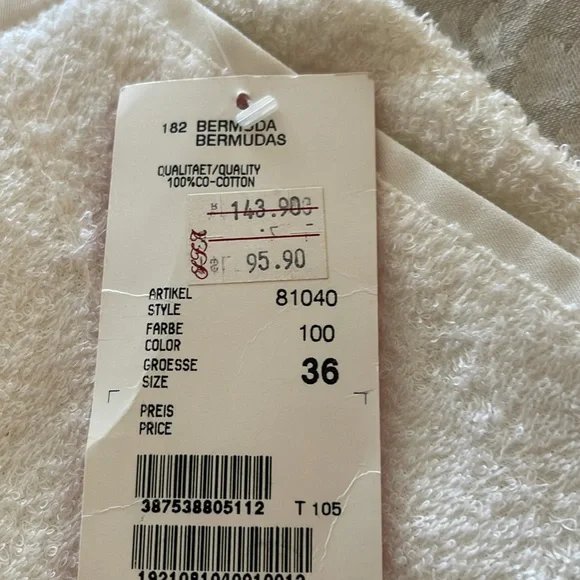 182 BERMUDA
BERMUDAS
QUALITAET/QUALITY
100%CO-COTTON
143.90
95.90
ARTIKEL 81040
STYLE
FARBE 100
COLOR
GROESSE 36
SIZE
PREIS
PRICE
387538805112 T 105